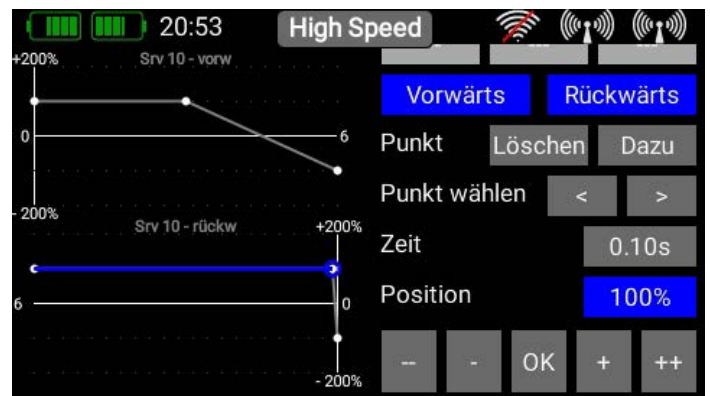 20:53 High Speed
+200% Srv 10 - vorw
Vorwärts Rückwärts
0 6 Punkt Löschen Dazu
Punkt wählen < >
- 200%
Srv 10 - rückw +200%
Zeit 0.10s
6 0 Position 100%
-- - OK + ++
- 200%